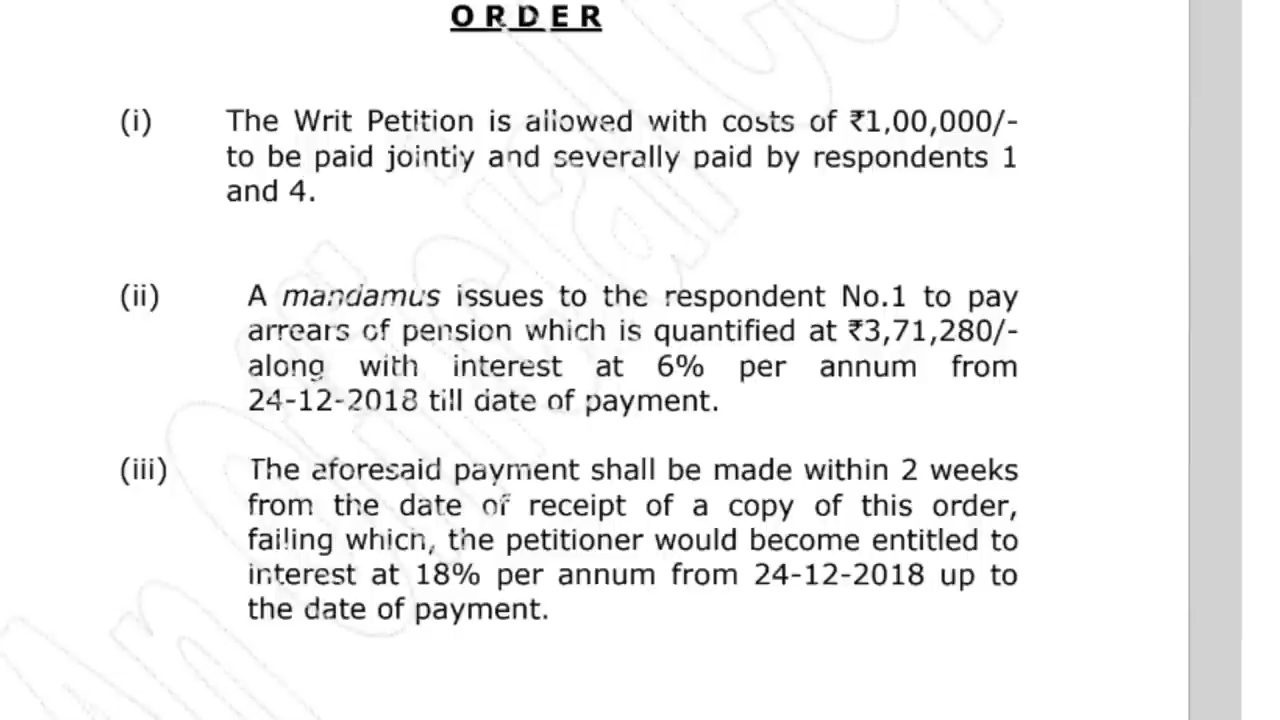 ORDER
(i) The Writ Petition is allowed with costs of ₹1,00,000/-
to be paid jointly and severally paid by respondents 1
and 4.
(ii) A mandamus issues to the respondent No.1 to pay
arrears of pension which is quantified at ₹3,71,280/-
along with interest at 6% per annum from
24-12-2018 till date of payment.
(iii) The aforesaid payment shall be made within 2 weeks
from the date of receipt of a copy of this order,
failing which, the petitioner would become entitled to
interest at 18% per annum from 24-12-2018 up to
the date of payment.